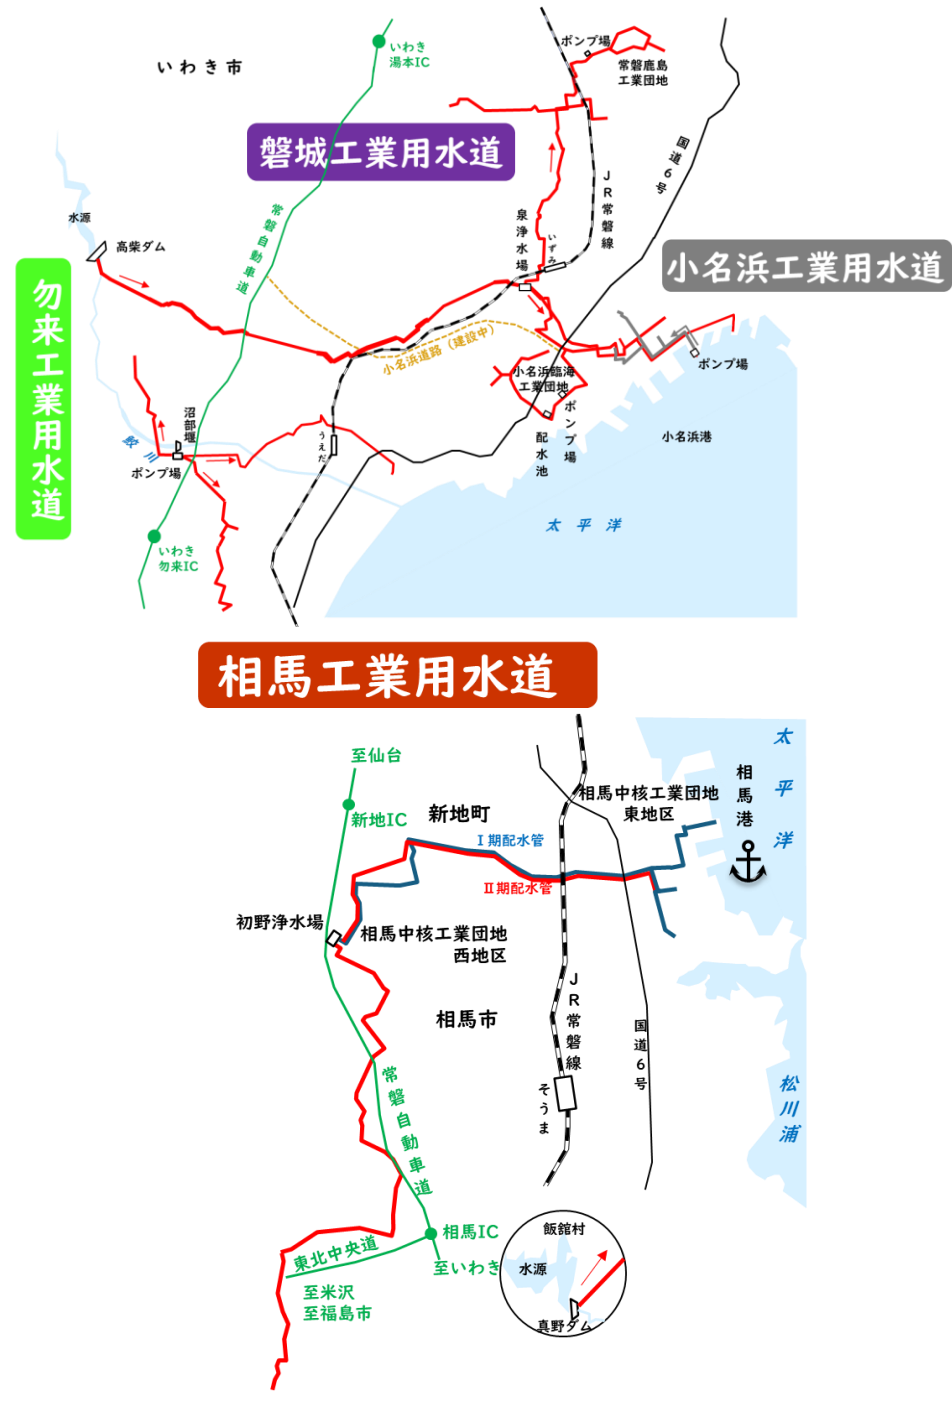 いわき
湯本IC
ポンプ場
いわき市
常磐鹿島
工業団地
磐城工業用水道
国道6号
JR常磐線
水源
常磐自動車道
泉浄水場
いずみ
高柴ダム
小名浜工業用水道
勿来工業用水道
小名浜道路（建設中）
ポンプ場
小名浜臨海
工業団地
ポンプ場
沼部堰
うえだ
配水池
小名浜港
鮫川
ポンプ場
太平洋
いわき
勿来IC
相馬工業用水道
太平洋
至仙台
相馬港
相馬中核工業団地
東地区
新地町
新地IC
Ⅰ期配水管
Ⅱ期配水管
初野浄水場
相馬中核工業団地
西地区
JR常磐線
相馬市
国道6号
常磐自動車道
そうま
松川浦
相馬IC
飯舘村
東北中央道
至いわき
水源
至米沢
至福島市
真野ダム